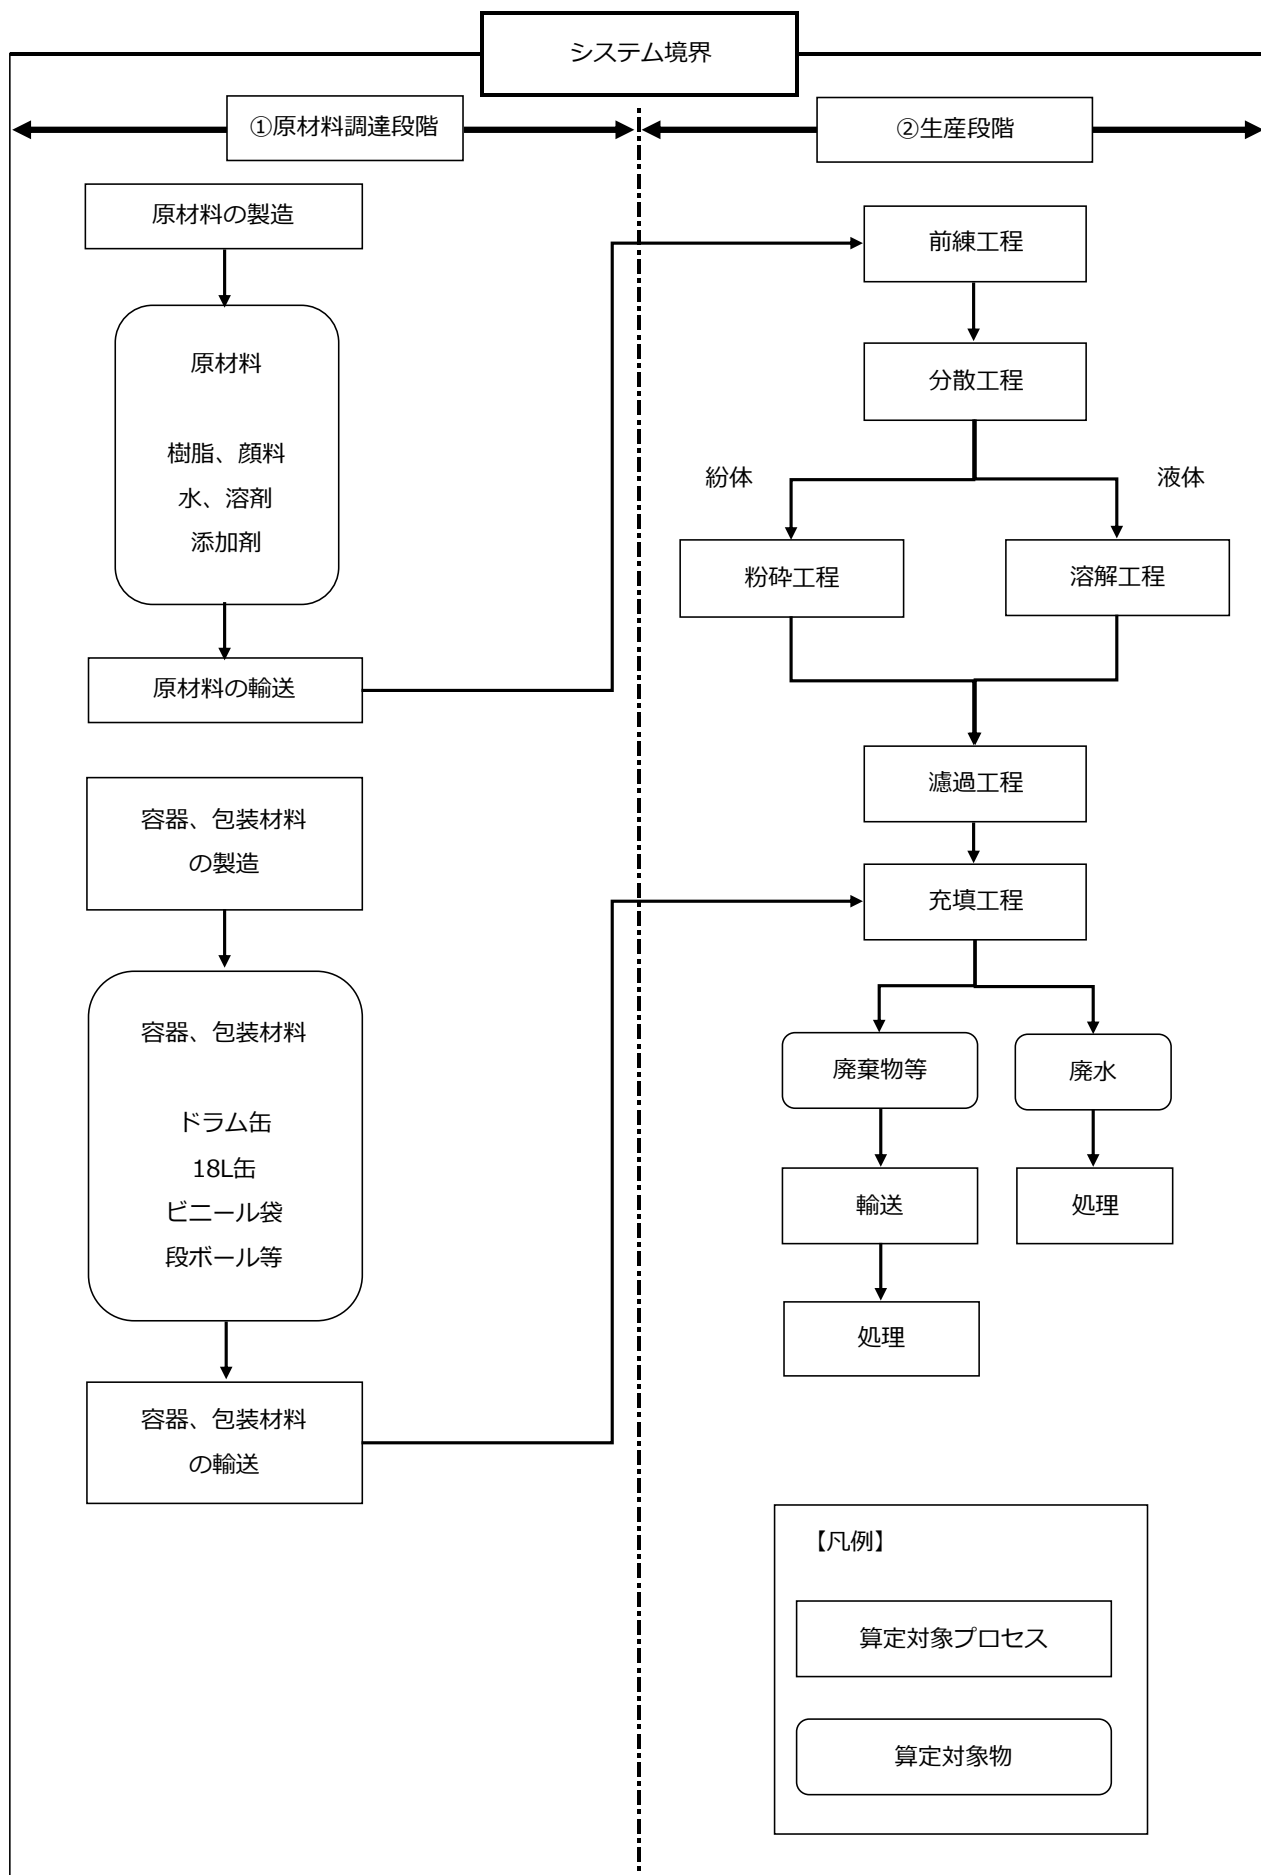 システム境界
①原材料調達段階
②生産段階
原材料の製造
原材料
樹脂、顔料
水、溶剤
添加剤
原材料の輸送
容器、包装材料
の製造
容器、包装材料
ドラム缶
18L缶
ビニール袋
段ボール等
容器、包装材料
の輸送
前練工程
分散工程
紛体
液体
粉砕工程
溶解工程
濾過工程
充填工程
廃棄物等
廃水
輸送
処理
処理
【凡例】
算定対象プロセス
算定対象物